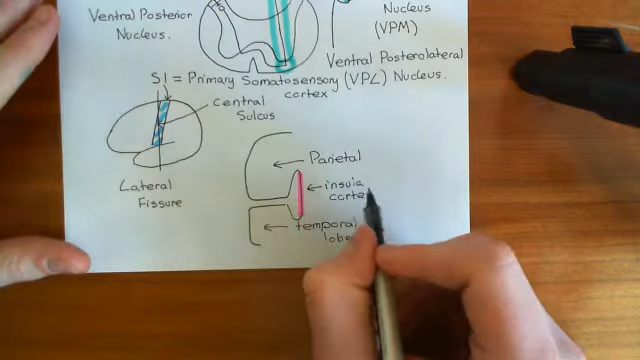 Ventral Posterior
Nucleus.
Nucleus
(VPM)
Ventral Posterolateral
(VPL) Nucleus.
S1 = Primary Somatosensory
cortex
Central
Sulcus
Lateral
Fissure
Parietal
insula
cortex
temporal
lobe